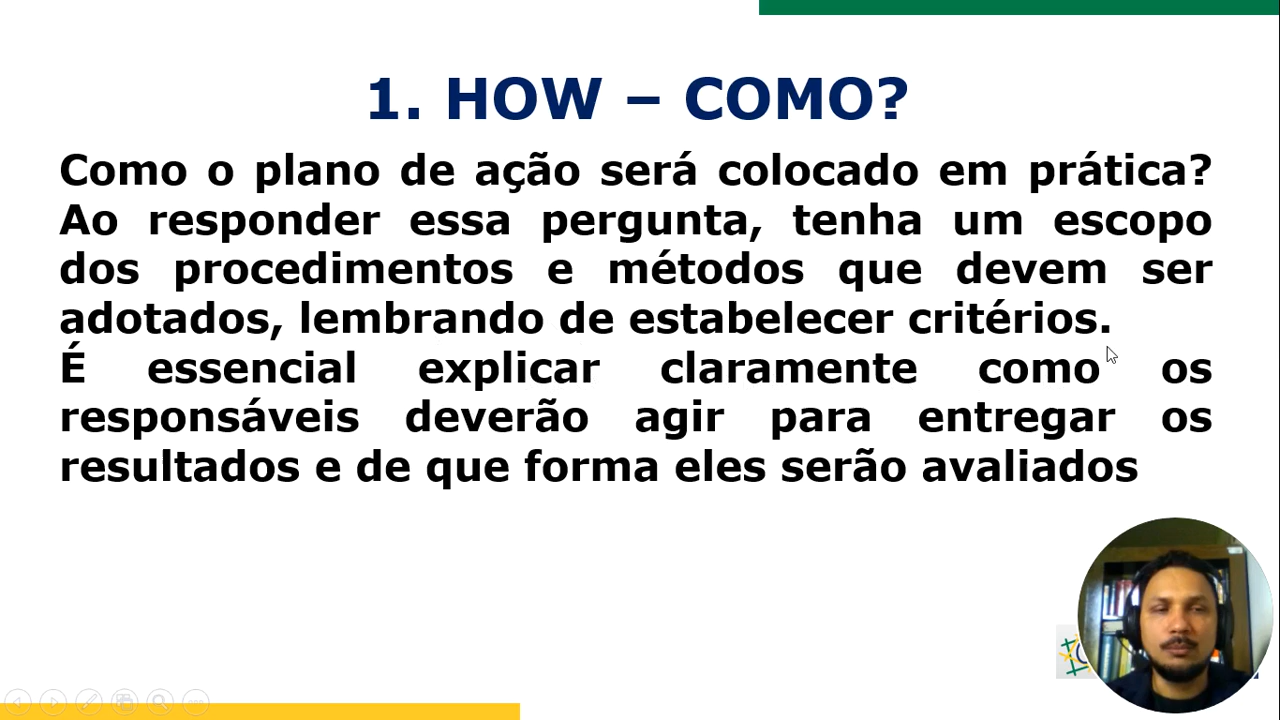 1. HOW – COMO?
Como o plano de ação será colocado em prática?
Ao responder essa pergunta, tenha um escopo
dos procedimentos e métodos que devem ser
adotados, lembrando de estabelecer critérios.
É essencial explicar claramente como os
responsáveis deverão agir para entregar os
resultados e de que forma eles serão avaliados